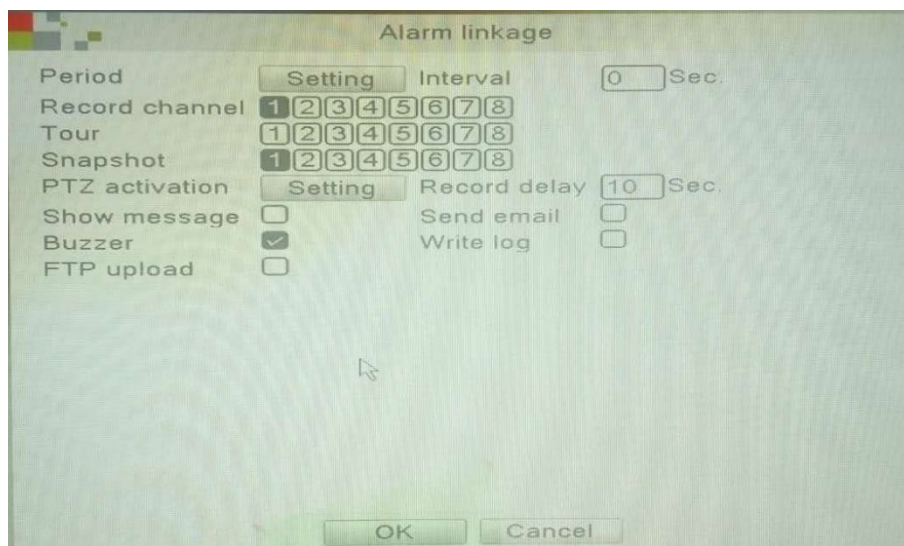 Alarm linkage
Period Setting Interval 0 Sec.
Record channel 1 2 3 4 5 6 7 8
Tour 1 2 3 4 5 6 7 8
Snapshot 1 2 3 4 5 6 7 8
PTZ activation Setting Record delay 10 Sec.
Show message Send email
Buzzer Write log
FTP upload
OK Cancel